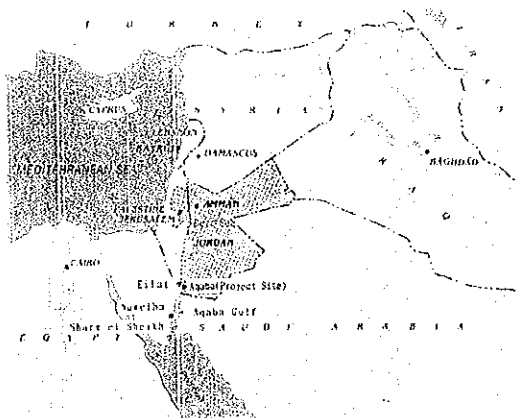 T U R K E Y
CYPRUS
S Y R I A
LEBANON
BAYRUIT
DAMASCUS
MEDITERRANEAN SEA
BAGHDAD
I R A Q
AMMAN
PALESTINE
JERUSALEM
JORDAN
CAIRO
Eilat
Aqaba(Project Site)
Nuweiba
Aqaba Gulf
Sharm el Sheikh
E G Y P T
S A U D I A R A B I A